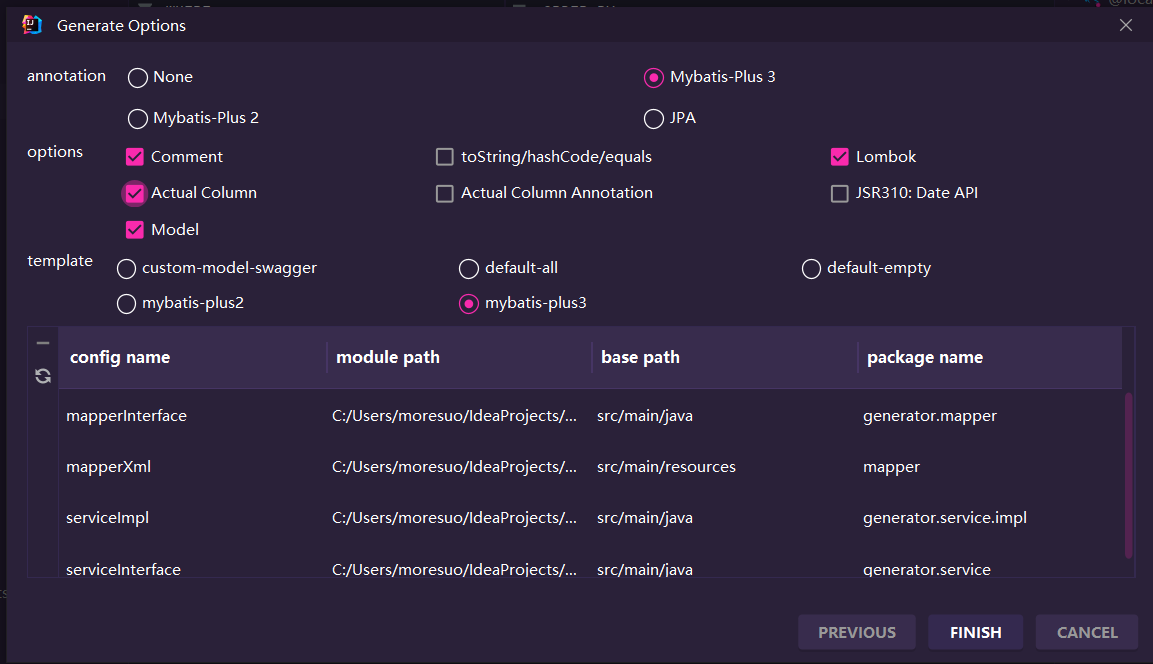 Generate Options
annotation None Mybatis-Plus 3
Mybatis-Plus 2 JPA
options Comment toString/hashCode/equals Lombok
Actual Column Actual Column Annotation JSR310: Date API
Model
template custom-model-swagger default-all default-empty
mybatis-plus2 mybatis-plus3
config name module path base path package name
mapperInterface C:/Users/moresuo/IdeaProjects/... src/main/java generator.mapper
mapperXml C:/Users/moresuo/IdeaProjects/... src/main/resources mapper
serviceImpl C:/Users/moresuo/IdeaProjects/... src/main/java generator.service.impl
serviceInterface C:/Users/moresuo/IdeaProjects/... src/main/java generator.service
PREVIOUS FINISH CANCEL